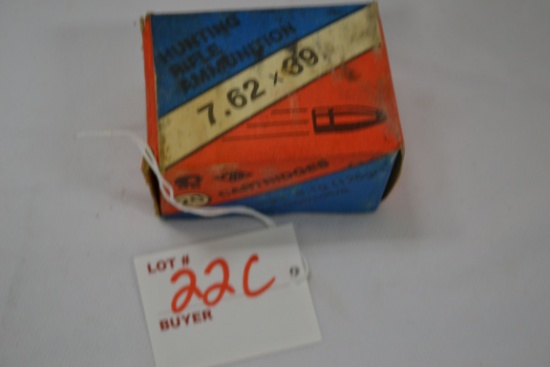 HUNTING
RIFLE
AMMUNITION
7.62 x 39
CARTRIDGES
LOT #
22C
BUYER